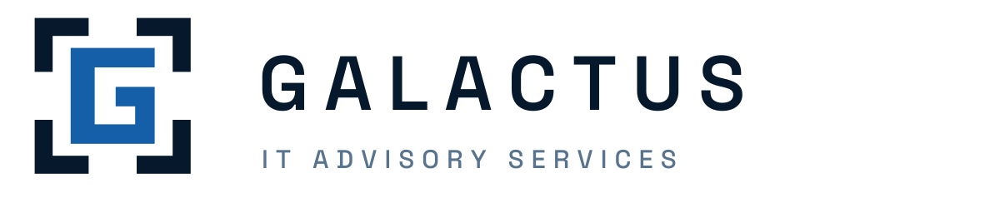 G
GALACTUS
IT ADVISORY SERVICES